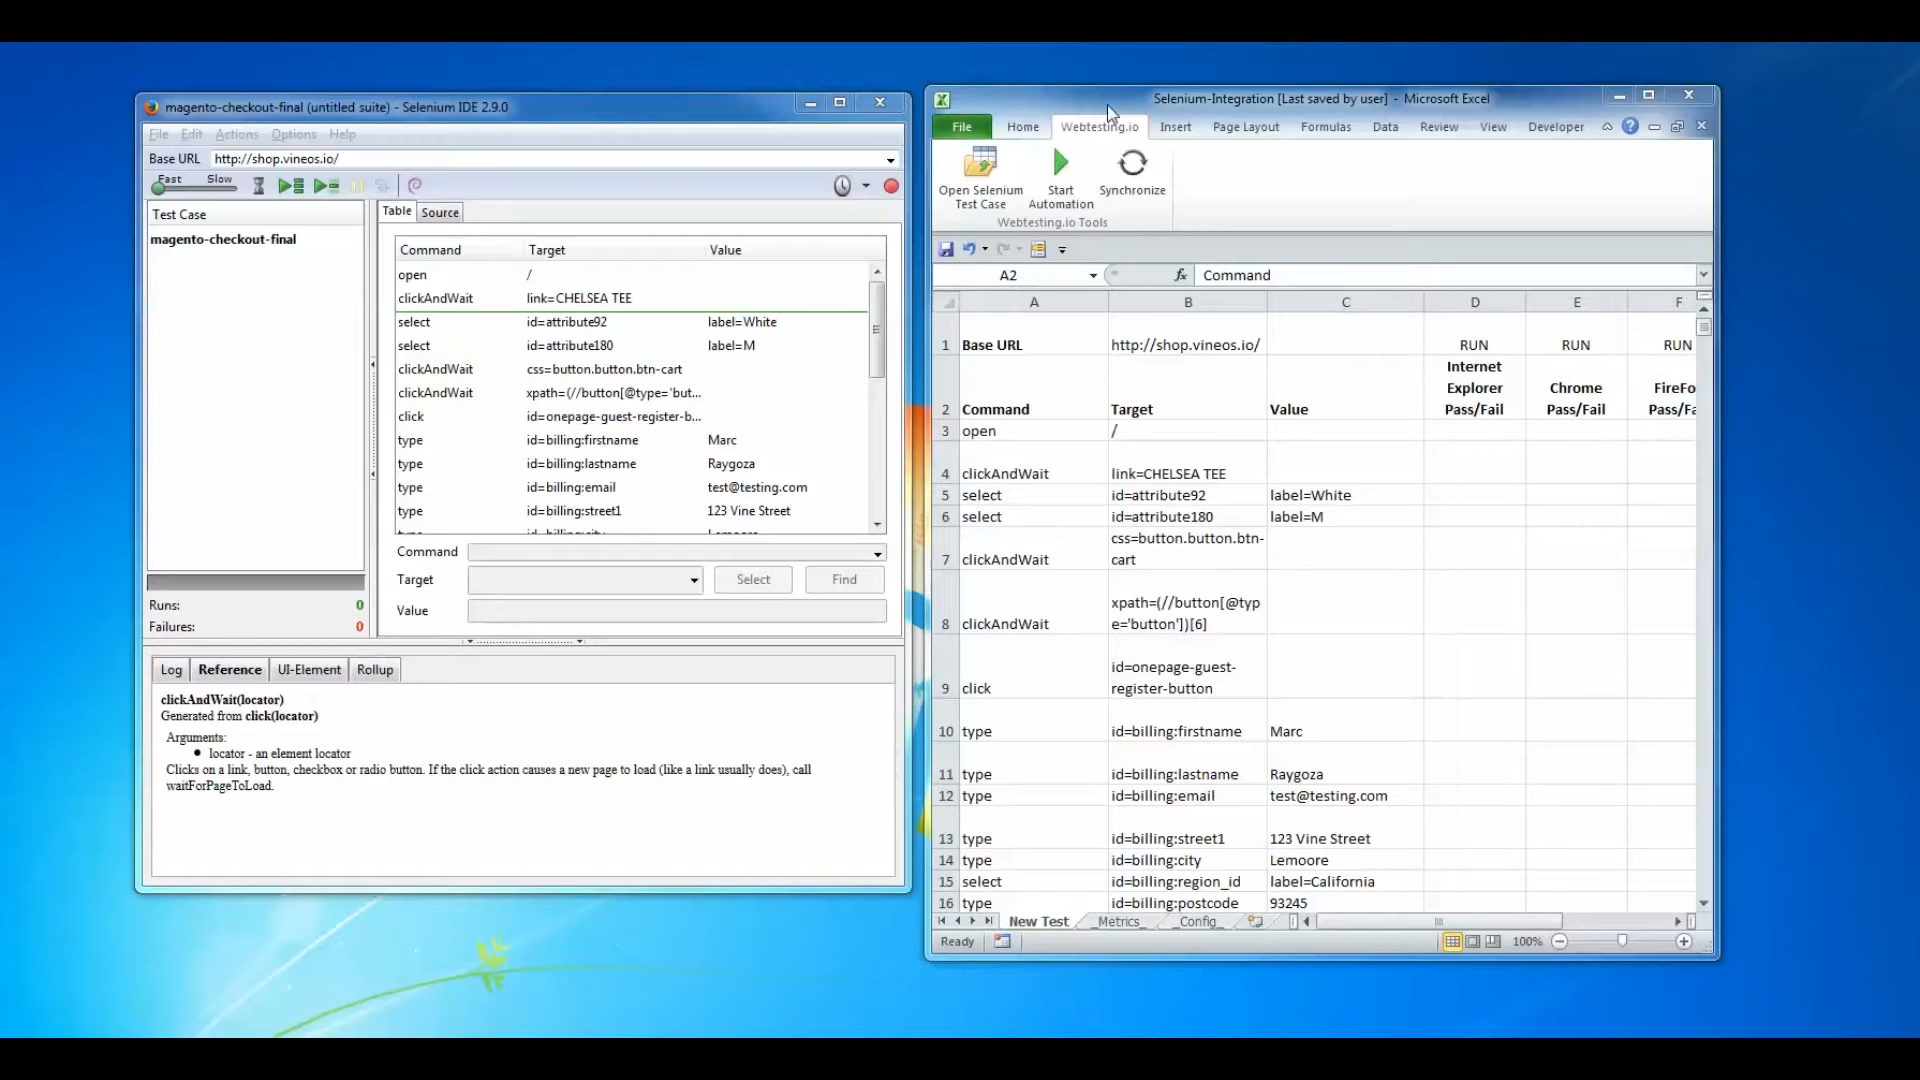 magento-checkout-final (untitled suite) - Selenium IDE 2.9.0
File Edit Actions Options Help
Base URL http://shop.vineos.io/
Fast Slow
Test Case
magento-checkout-final
Runs: 0
Failures: 0
Table Source
Command Target Value
open /
clickAndWait link=CHELSEA TEE
select id=attribute92 label=White
select id=attribute180 label=M
clickAndWait css=button.button.btn-cart
clickAndWait xpath=(//button[@type='but...
click id=onepage-guest-register-b...
type id=billing:firstname Marc
type id=billing:lastname Raygoza
type id=billing:email test@testing.com
type id=billing:street1 123 Vine Street
Command
Target Select Find
Value
Log Reference UI-Element Rollup
clickAndWait(locator)
Generated from click(locator)
Arguments:
locator - an element locator
Clicks on a link, button, checkbox or radio button. If the click action causes a new page to load (like a link usually does), call
waitForPageToLoad.
Selenium-Integration [Last saved by user] - Microsoft Excel
File Home Webtesting.io Insert Page Layout Formulas Data Review View Developer
Open Selenium
Test Case
Start
Automation
Synchronize
Webtesting.io Tools
A2 fx Command
A B C D E F
1 Base URL http://shop.vineos.io/ RUN RUN RUN
Internet
Explorer
Pass/Fail
Chrome
Pass/Fail
FireFo
Pass/Fa
2 Command Target Value
3 open /
4 clickAndWait link=CHELSEA TEE
5 select id=attribute92 label=White
6 select id=attribute180 label=M
css=button.button.btn-
7 clickAndWait cart
xpath=(//button[@typ
8 clickAndWait e='button'])[6]
id=onepage-guest-
9 click register-button
10 type id=billing:firstname Marc
11 type id=billing:lastname Raygoza
12 type id=billing:email test@testing.com
13 type id=billing:street1 123 Vine Street
14 type id=billing:city Lemoore
15 select id=billing:region_id label=California
16 type id=billing:postcode 93245
New Test _Metrics_ _Config_
Ready 100%